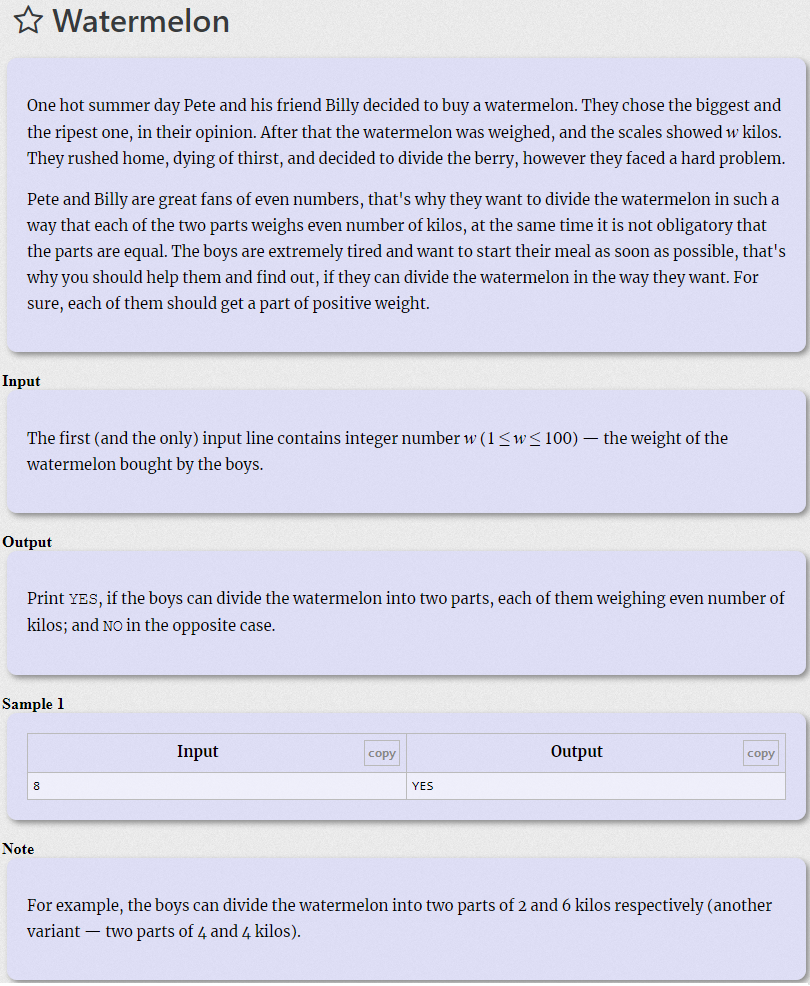 Watermelon
One hot summer day Pete and his friend Billy decided to buy a watermelon. They chose the biggest and
the ripest one, in their opinion. After that the watermelon was weighed, and the scales showed w kilos.
They rushed home, dying of thirst, and decided to divide the berry, however they faced a hard problem.
Pete and Billy are great fans of even numbers, that's why they want to divide the watermelon in such a
way that each of the two parts weighs even number of kilos, at the same time it is not obligatory that
the parts are equal. The boys are extremely tired and want to start their meal as soon as possible, that's
why you should help them and find out, if they can divide the watermelon in the way they want. For
sure, each of them should get a part of positive weight.
Input
The first (and the only) input line contains integer number w (1 ≤ w ≤ 100) — the weight of the
watermelon bought by the boys.
Output
Print YES, if the boys can divide the watermelon into two parts, each of them weighing even number of
kilos; and NO in the opposite case.
Sample 1
Input copy Output copy
8 YES
Note
For example, the boys can divide the watermelon into two parts of 2 and 6 kilos respectively (another
variant — two parts of 4 and 4 kilos).